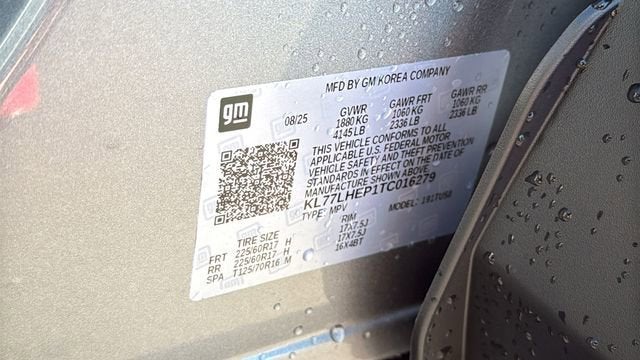 gm
MFD BY GM KOREA COMPANY
08/25
GVWR GAWR FRT GAWR RR
1880 KG 1060 KG 1060 KG
4145 LB 2336 LB 2336 LB
THIS VEHICLE CONFORMS TO ALL
APPLICABLE U.S. FEDERAL MOTOR
VEHICLE SAFETY AND THEFT PREVENTION
STANDARDS IN EFFECT ON THE DATE OF
MANUFACTURE SHOWN ABOVE
KL77LHEP1TC016279
TYPE: MPV MODEL: 191TU58
TIRE SIZE RIM
FRT 225/60R17 H 17X7.5J
RR 225/60R17 H 17X7.5J
SPA T125/70R16 M 16X4BT